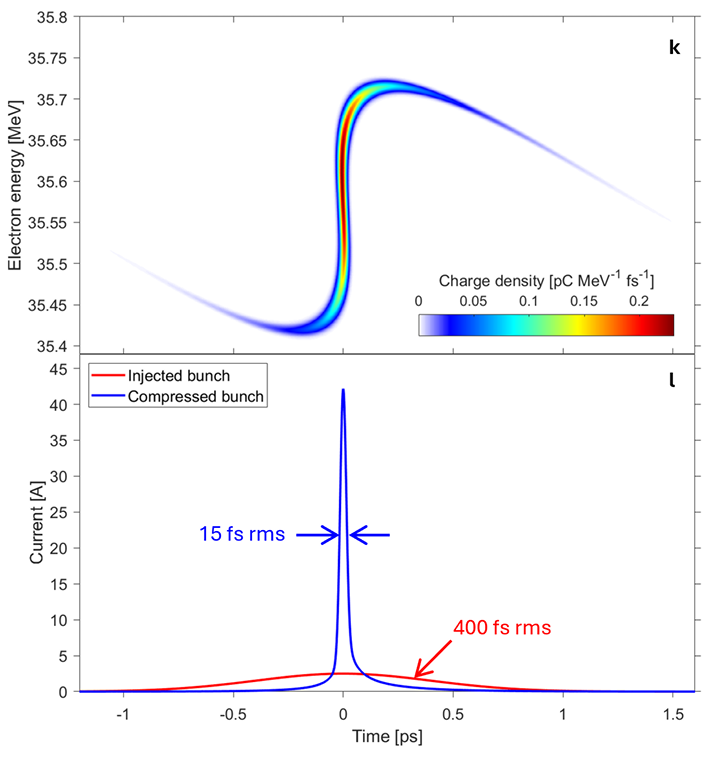 35.8
35.75
35.7
35.65
35.6
35.55
35.5
35.45
35.4
Electron energy [MeV]
k
Charge density [pC MeV⁻¹ fs⁻¹]
0 0.05 0.1 0.15 0.2
45
40
35
30
25
20
15
10
5
0
Current [A]
Injected bunch
Compressed bunch
l
15 fs rms
400 fs rms
-1 -0.5 0 0.5 1 1.5
Time [ps]